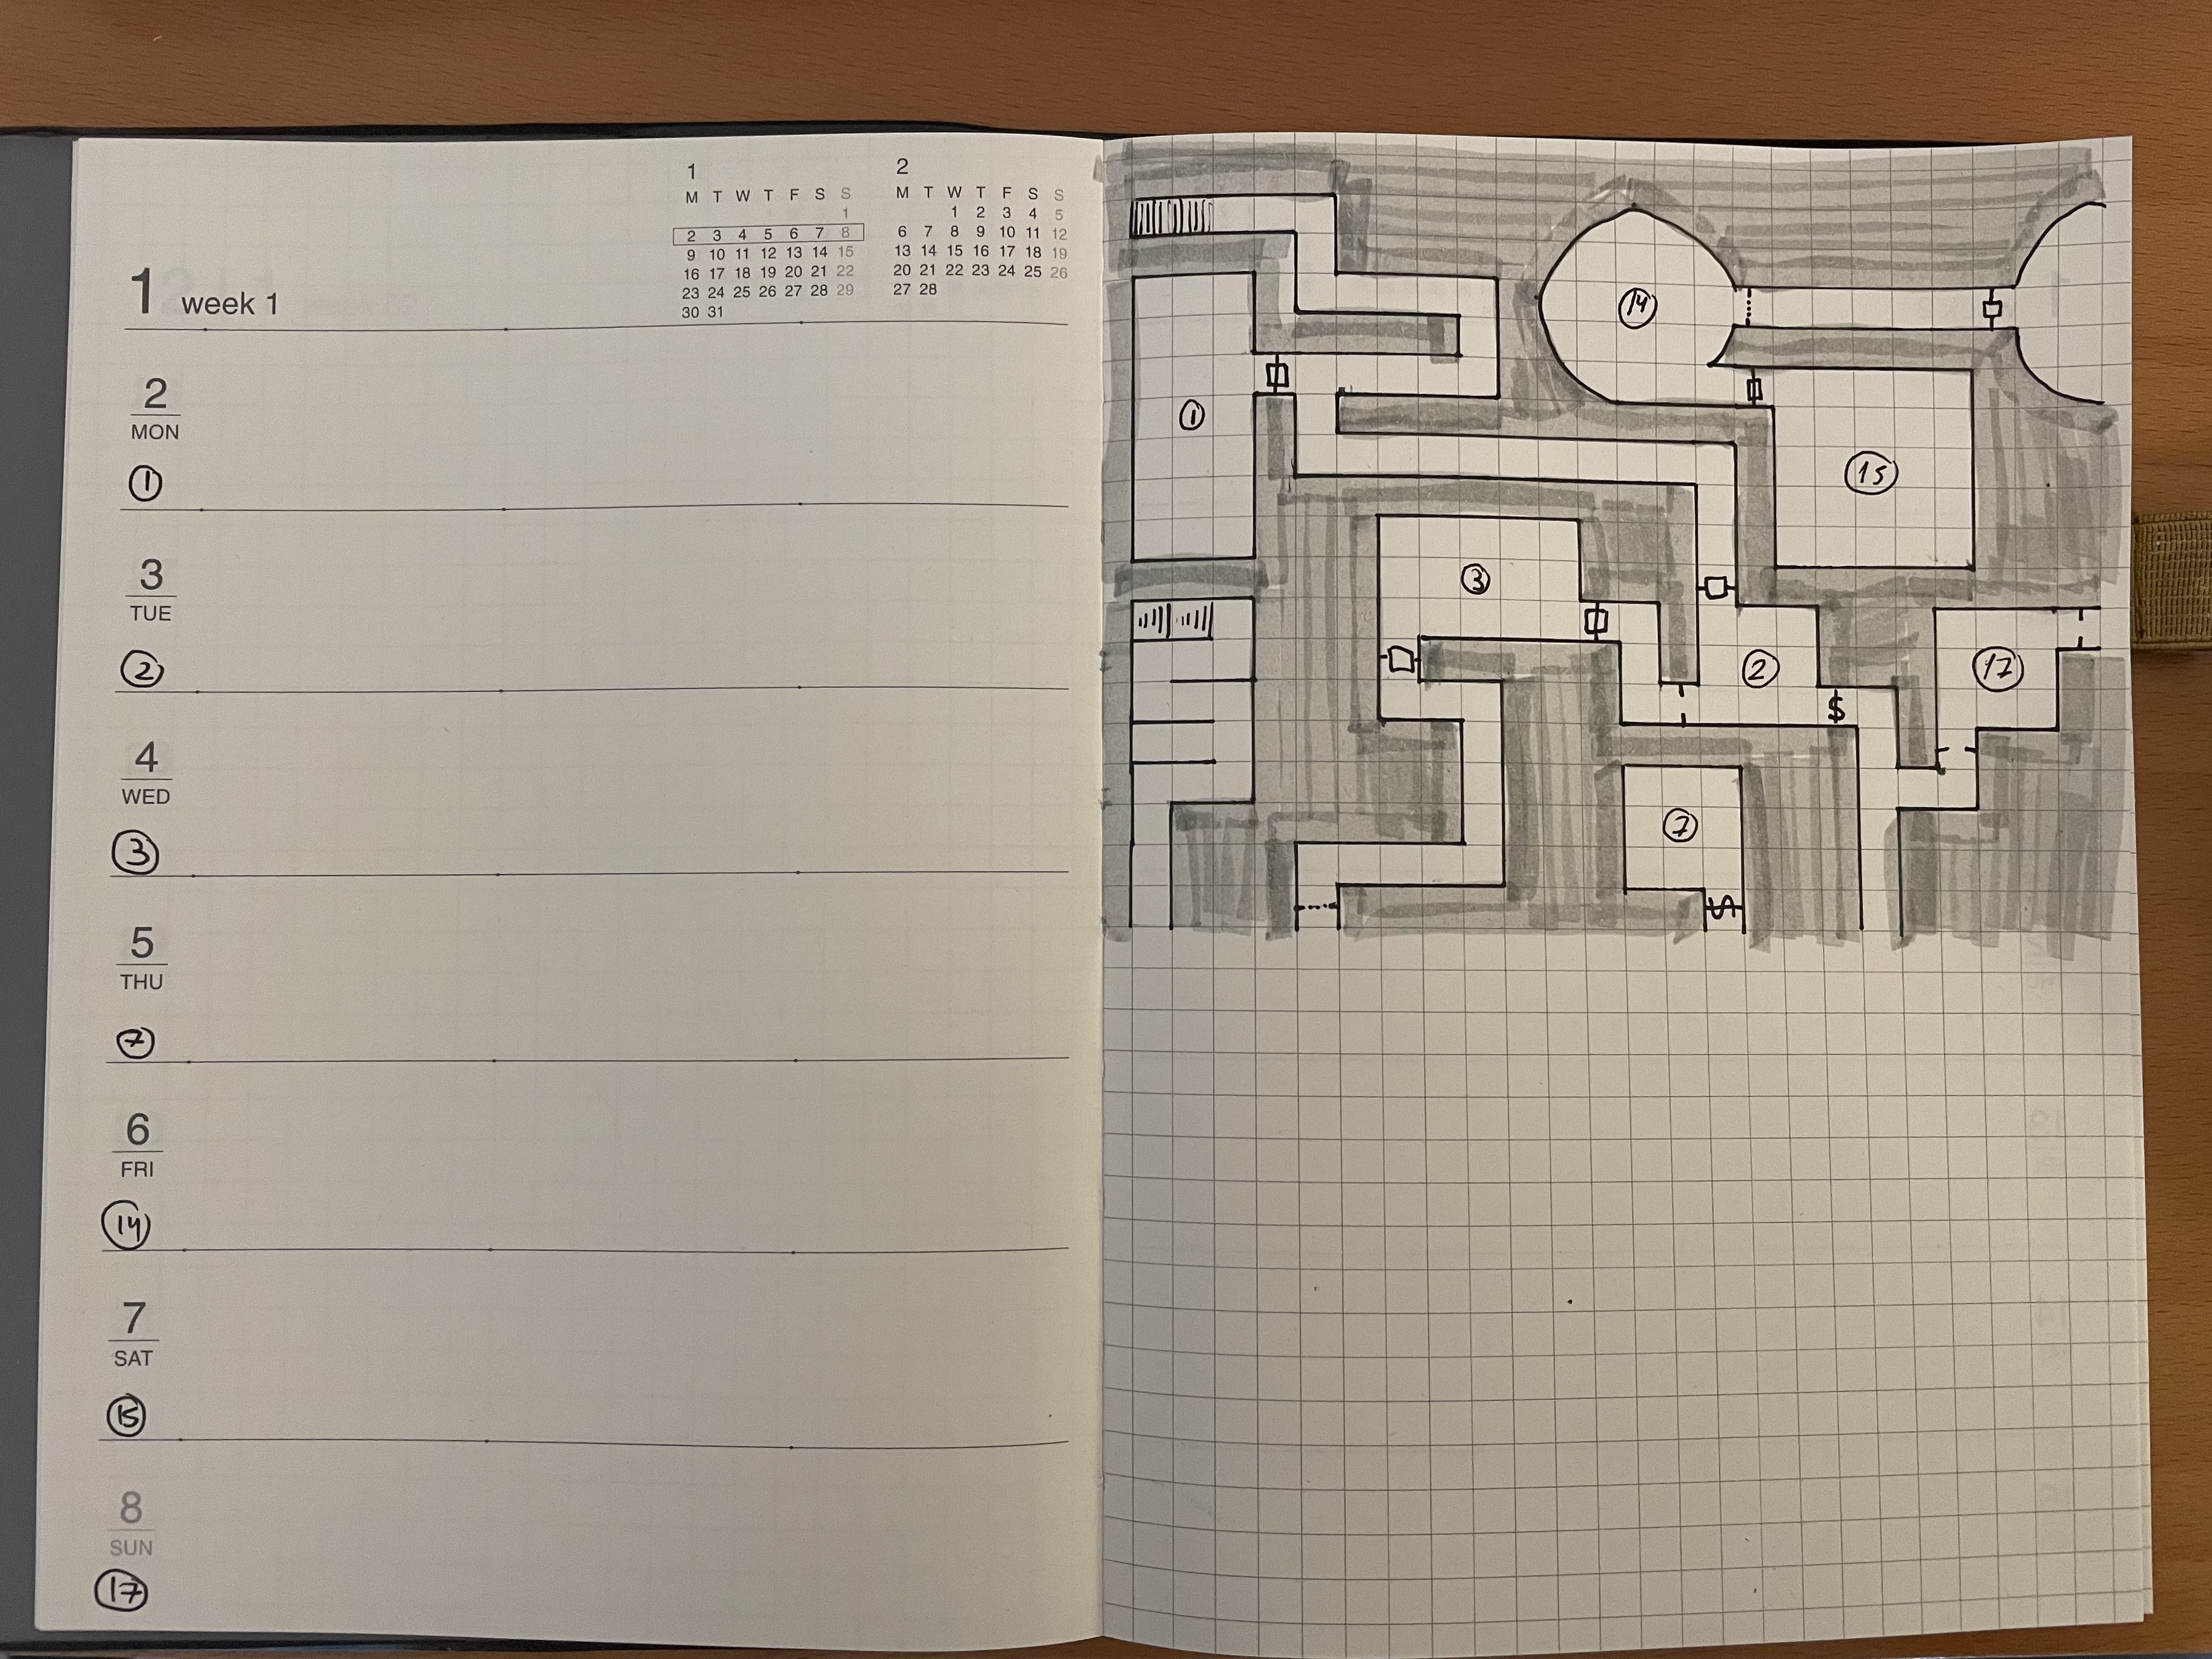 1 week 1
1
M T W T F S S
1
2 3 4 5 6 7 8
9 10 11 12 13 14 15
16 17 18 19 20 21 22
23 24 25 26 27 28 29
30 31
2
M T W T F S S
1 2 3 4 5
6 7 8 9 10 11 12
13 14 15 16 17 18 19
20 21 22 23 24 25 26
27 28
2
MON
1
3
TUE
2
4
WED
3
5
THU
7
6
FRI
14
7
SAT
15
8
SUN
17
14
1
15
3
2
17
$
7